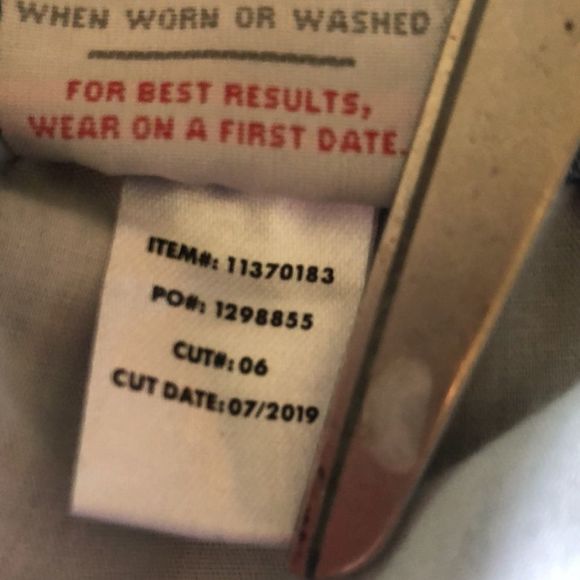 WHEN WORN OR WASHED
FOR BEST RESULTS,
WEAR ON A FIRST DATE.
ITEM#: 11370183
PO#: 1298855
CUT#: 06
CUT DATE: 07/2019